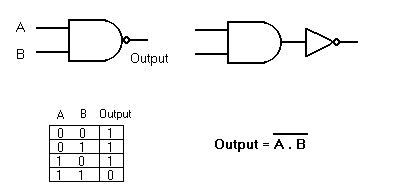 A
B
Output
A B Output
0 0 1
0 1 1
1 0 1
1 1 0
Output = A . B